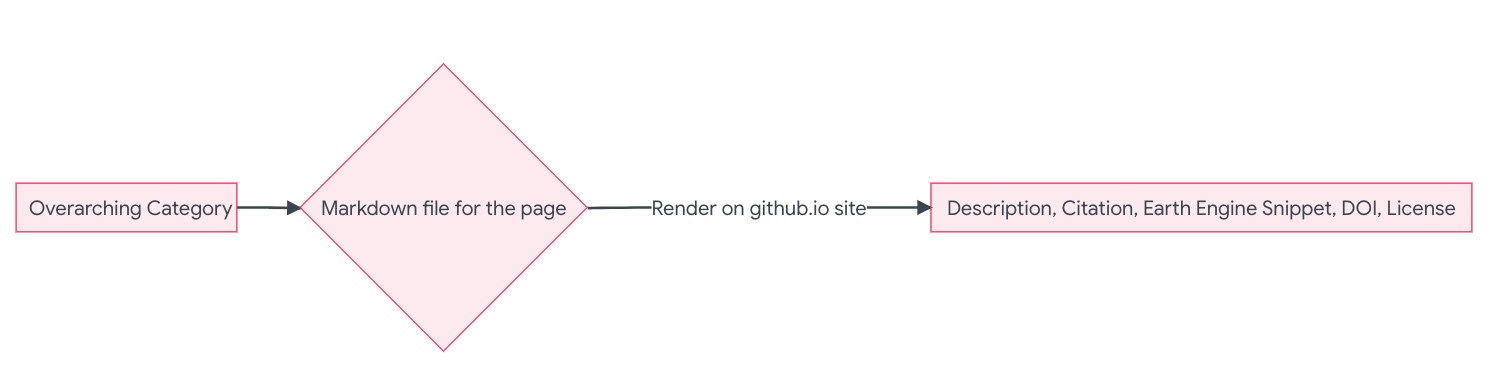 Overarching Category
Markdown file for the page
Render on github.io site
Description, Citation, Earth Engine Snippet, DOI, License